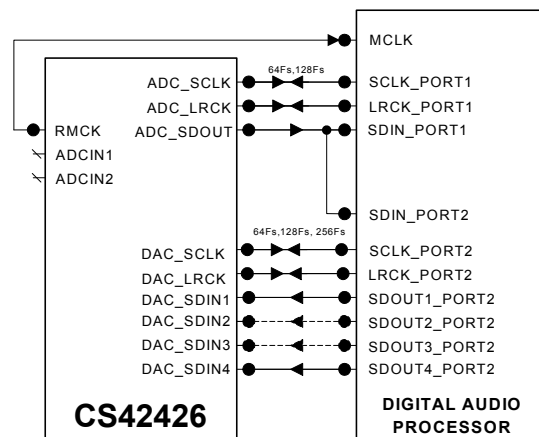 MCLK
64Fs,128Fs
ADC_SCLK SCLK_PORT1
ADC_LRCK LRCK_PORT1
RMCK ADC_SDOUT SDIN_PORT1
ADCIN1
ADCIN2
SDIN_PORT2
64Fs,128Fs, 256Fs
DAC_SCLK SCLK_PORT2
DAC_LRCK LRCK_PORT2
DAC_SDIN1 SDOUT1_PORT2
DAC_SDIN2 SDOUT2_PORT2
DAC_SDIN3 SDOUT3_PORT2
DAC_SDIN4 SDOUT4_PORT2
CS42426
DIGITAL AUDIO
PROCESSOR